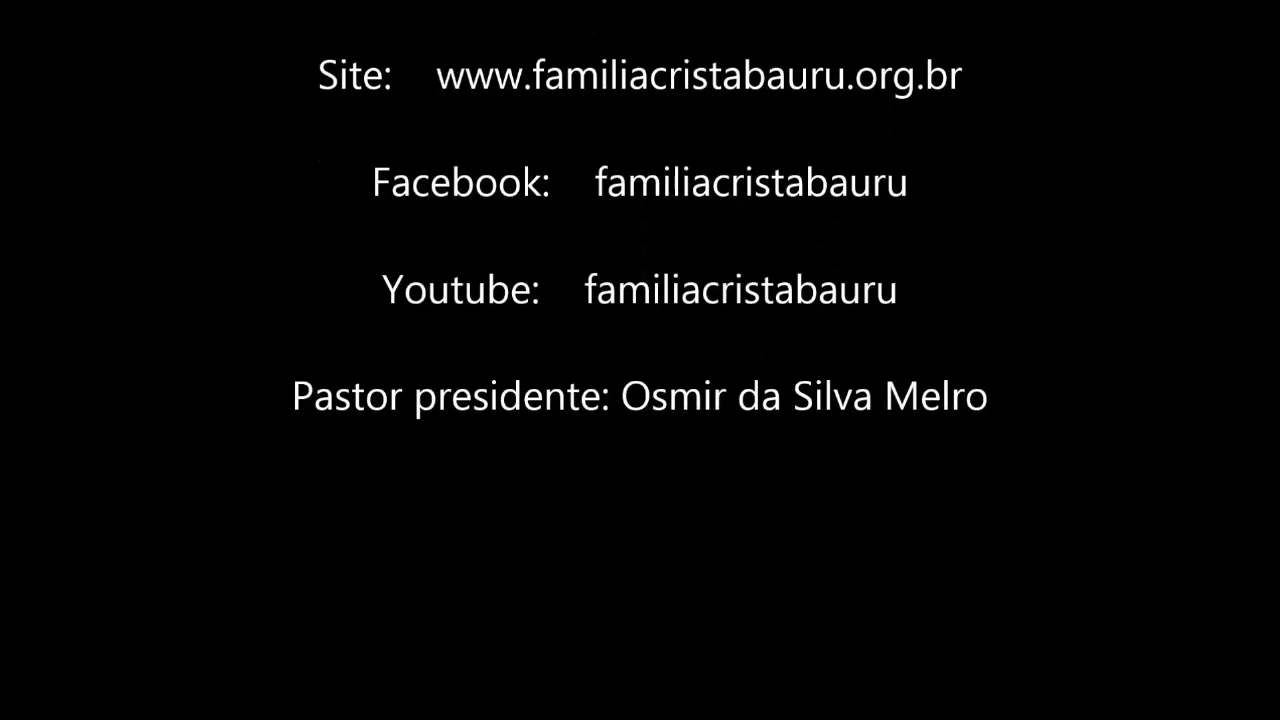 Site: www.familiacristabauru.org.br
Facebook: familiacristabauru
Youtube: familiacristabauru
Pastor presidente: Osmir da Silva Melro